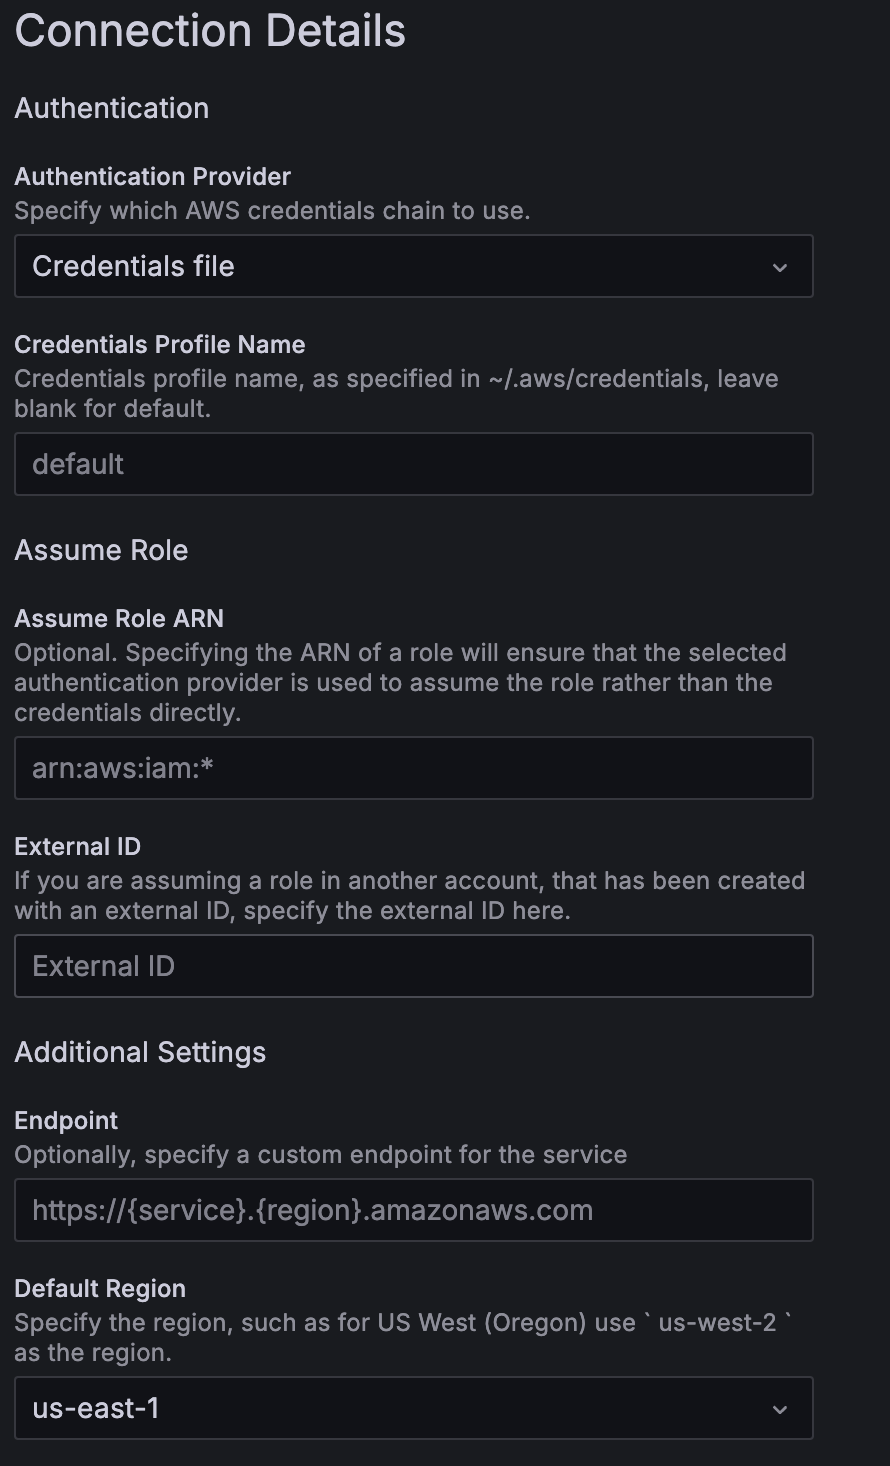 Connection Details
Authentication
Authentication Provider
Specify which AWS credentials chain to use.
Credentials file
Credentials Profile Name
Credentials profile name, as specified in ~/.aws/credentials, leave
blank for default.
default
Assume Role
Assume Role ARN
Optional. Specifying the ARN of a role will ensure that the selected
authentication provider is used to assume the role rather than the
credentials directly.
arn:aws:iam:*
External ID
If you are assuming a role in another account, that has been created
with an external ID, specify the external ID here.
External ID
Additional Settings
Endpoint
Optionally, specify a custom endpoint for the service
https://{service}.{region}.amazonaws.com
Default Region
Specify the region, such as for US West (Oregon) use ` us-west-2 `
as the region.
us-east-1